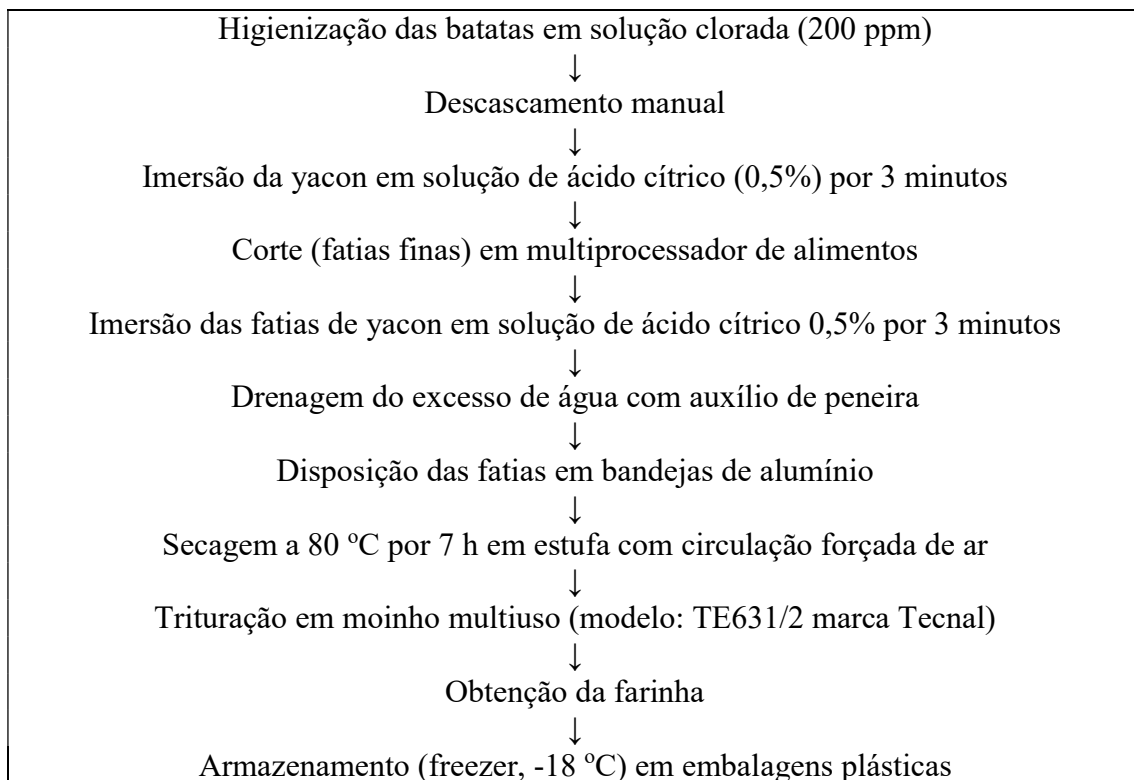 Higienização das batatas em solução clorada (200 ppm)
↓
Descascamento manual
↓
Imersão da yacon em solução de ácido cítrico (0,5%) por 3 minutos
↓
Corte (fatias finas) em multiprocessador de alimentos
↓
Imersão das fatias de yacon em solução de ácido cítrico 0,5% por 3 minutos
↓
Drenagem do excesso de água com auxílio de peneira
↓
Disposição das fatias em bandejas de alumínio
↓
Secagem a 80 ºC por 7 h em estufa com circulação forçada de ar
↓
Trituração em moinho multiuso (modelo: TE631/2 marca Tecnal)
↓
Obtenção da farinha
↓
Armazenamento (freezer, -18 ºC) em embalagens plásticas